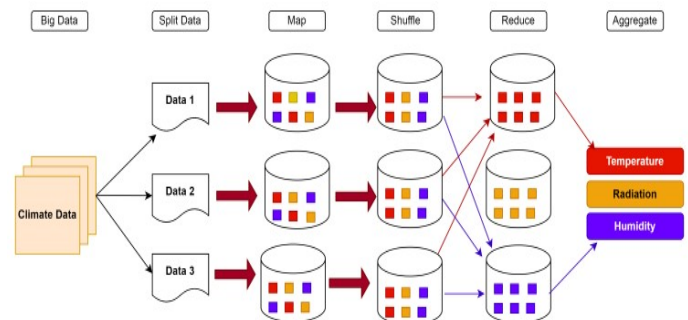 Big Data
Split Data
Map
Shuffle
Reduce
Aggregate
Data 1
Data 2
Data 3
Climate Data
Temperature
Radiation
Humidity